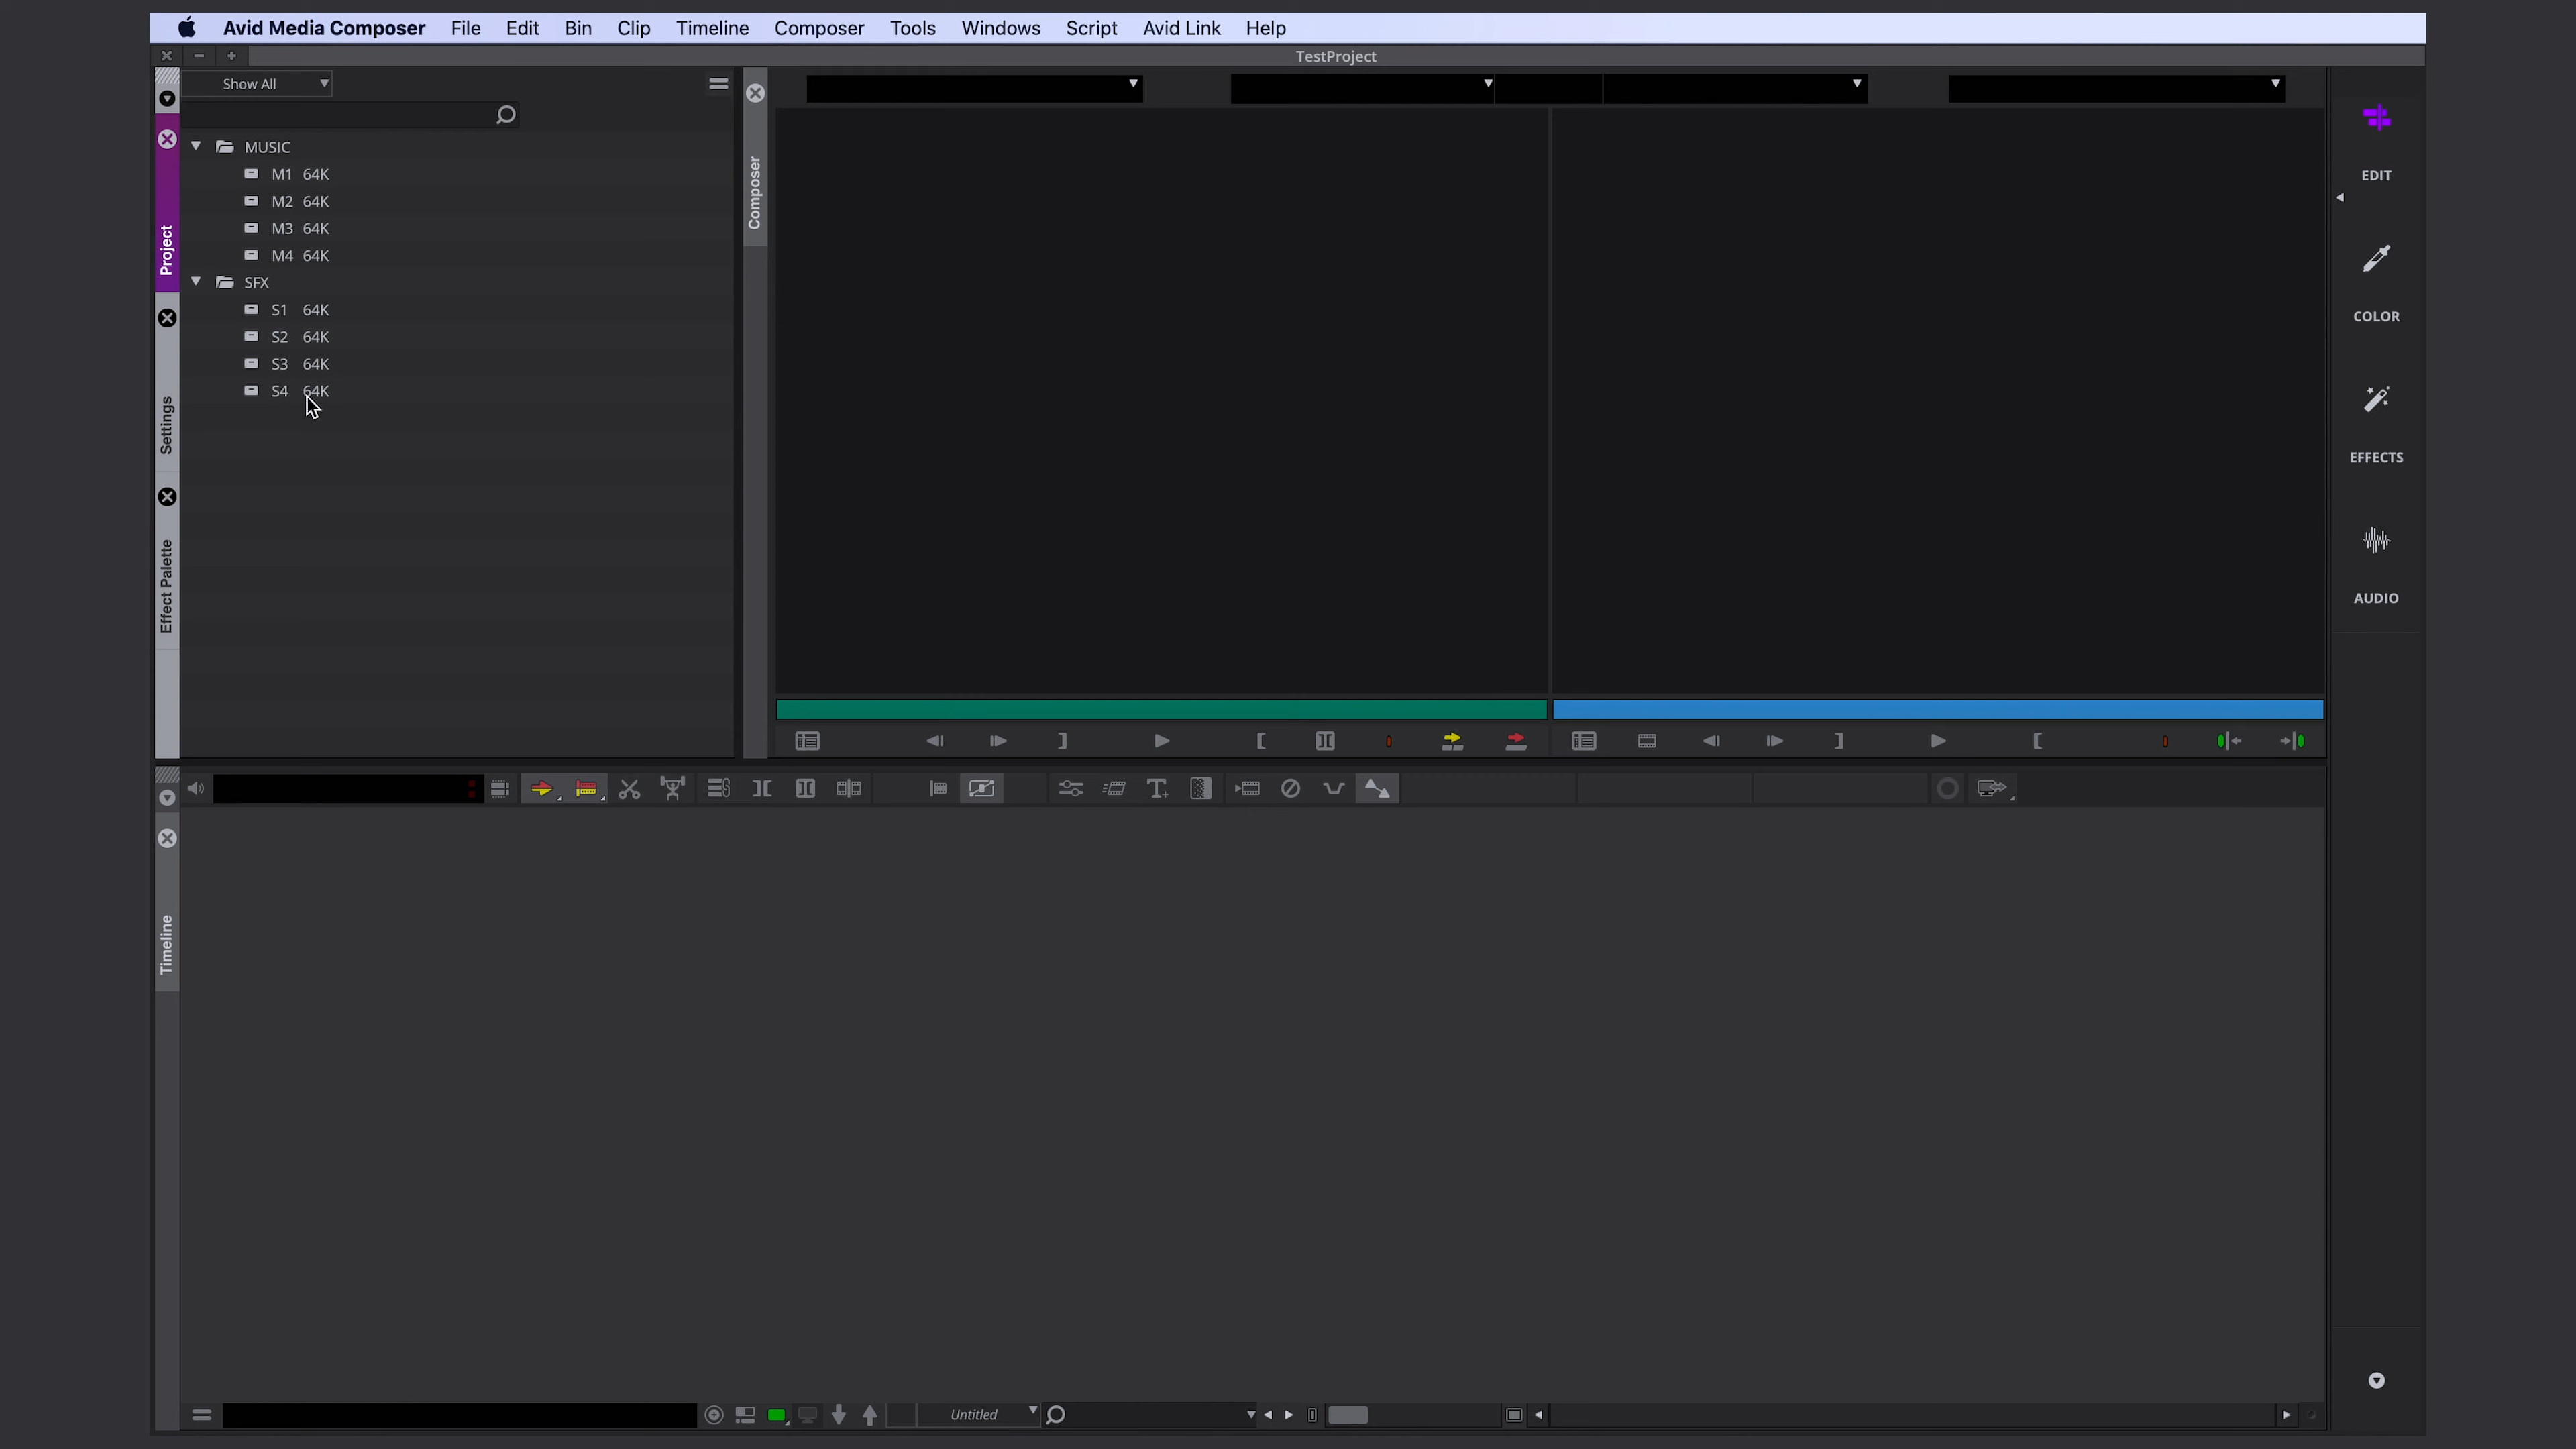 Avid Media Composer File Edit Bin Clip Timeline Composer Tools Windows Script Avid Link Help
TestProject
Show All
Project
Settings
Effect Palette
MUSIC
M1 64K
M2 64K
M3 64K
M4 64K
SFX
S1 64K
S2 64K
S3 64K
S4 64K
Composer
EDIT
COLOR
EFFECTS
AUDIO
Timeline
Untitled